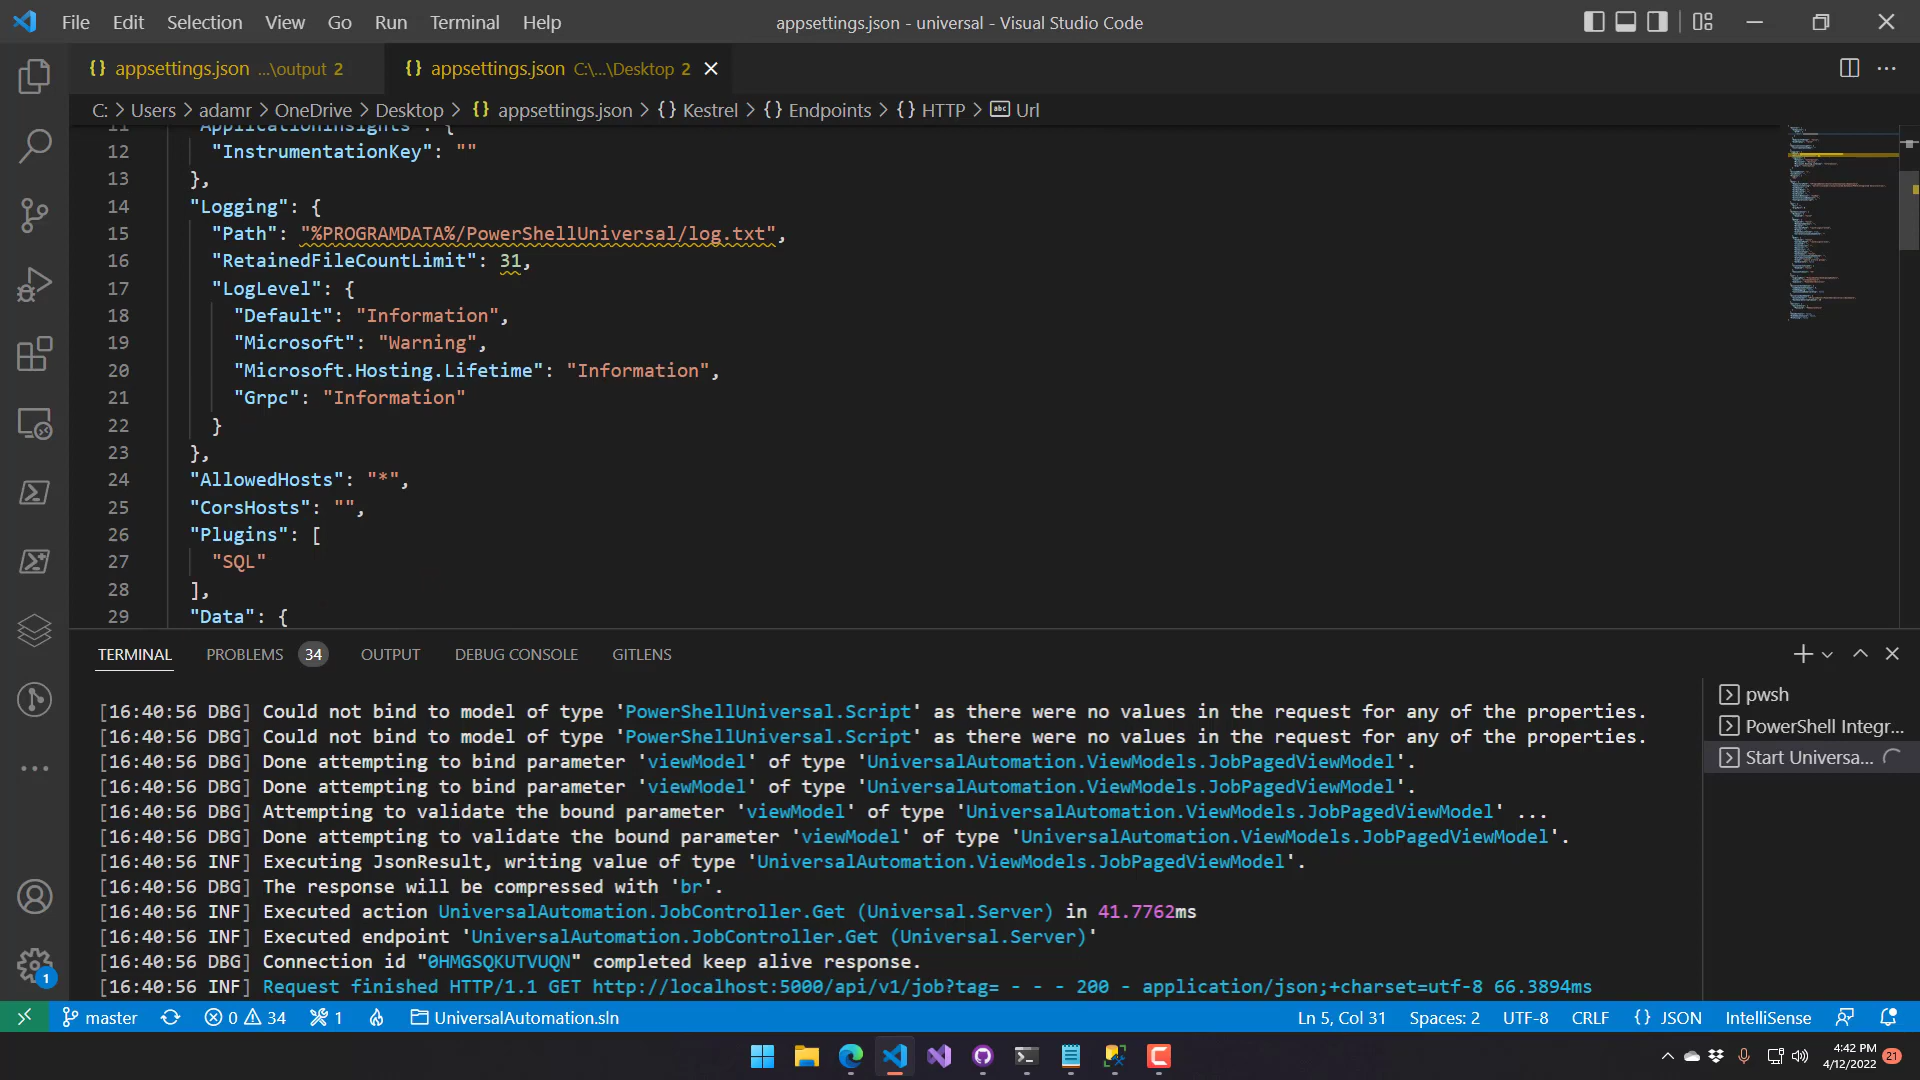 File Edit Selection View Go Run Terminal Help
appsettings.json - universal - Visual Studio Code
{} appsettings.json ...\output 2
{} appsettings.json C:\...\Desktop 2
C: > Users > adamr > OneDrive > Desktop > {} appsettings.json > {} Kestrel > {} Endpoints > {} HTTP > abc Url
11 "ApplicationInsights": {
12 "InstrumentationKey": ""
13 },
14 "Logging": {
15 "Path": "%PROGRAMDATA%/PowerShellUniversal/log.txt",
16 "RetainedFileCountLimit": 31,
17 "LogLevel": {
18 "Default": "Information",
19 "Microsoft": "Warning",
20 "Microsoft.Hosting.Lifetime": "Information",
21 "Grpc": "Information"
22 }
23 },
24 "AllowedHosts": "*",
25 "CorsHosts": "",
26 "Plugins": [
27 "SQL"
28 ],
29 "Data": {
TERMINAL PROBLEMS 34 OUTPUT DEBUG CONSOLE GITLENS
[16:40:56 DBG] Could not bind to model of type 'PowerShellUniversal.Script' as there were no values in the request for any of the properties.
[16:40:56 DBG] Could not bind to model of type 'PowerShellUniversal.Script' as there were no values in the request for any of the properties.
[16:40:56 DBG] Done attempting to bind parameter 'viewModel' of type 'UniversalAutomation.ViewModels.JobPagedViewModel'.
[16:40:56 DBG] Done attempting to bind parameter 'viewModel' of type 'UniversalAutomation.ViewModels.JobPagedViewModel'.
[16:40:56 DBG] Attempting to validate the bound parameter 'viewModel' of type 'UniversalAutomation.ViewModels.JobPagedViewModel' ...
[16:40:56 DBG] Done attempting to validate the bound parameter 'viewModel' of type 'UniversalAutomation.ViewModels.JobPagedViewModel'.
[16:40:56 INF] Executing JsonResult, writing value of type 'UniversalAutomation.ViewModels.JobPagedViewModel'.
[16:40:56 DBG] The response will be compressed with 'br'.
[16:40:56 INF] Executed action UniversalAutomation.JobController.Get (Universal.Server) in 41.7762ms
[16:40:56 INF] Executed endpoint 'UniversalAutomation.JobController.Get (Universal.Server)'
[16:40:56 DBG] Connection id "0HMGSQKUTVUQN" completed keep alive response.
[16:40:56 INF] Request finished HTTP/1.1 GET http://localhost:5000/api/v1/job?tag= - - - 200 - application/json;+charset=utf-8 66.3894ms
pwsh
PowerShell Integr...
Start Universa...
1
master 0 34 1 UniversalAutomation.sln
Ln 5, Col 31 Spaces: 2 UTF-8 CRLF {} JSON IntelliSense
4:42 PM
4/12/2022
21